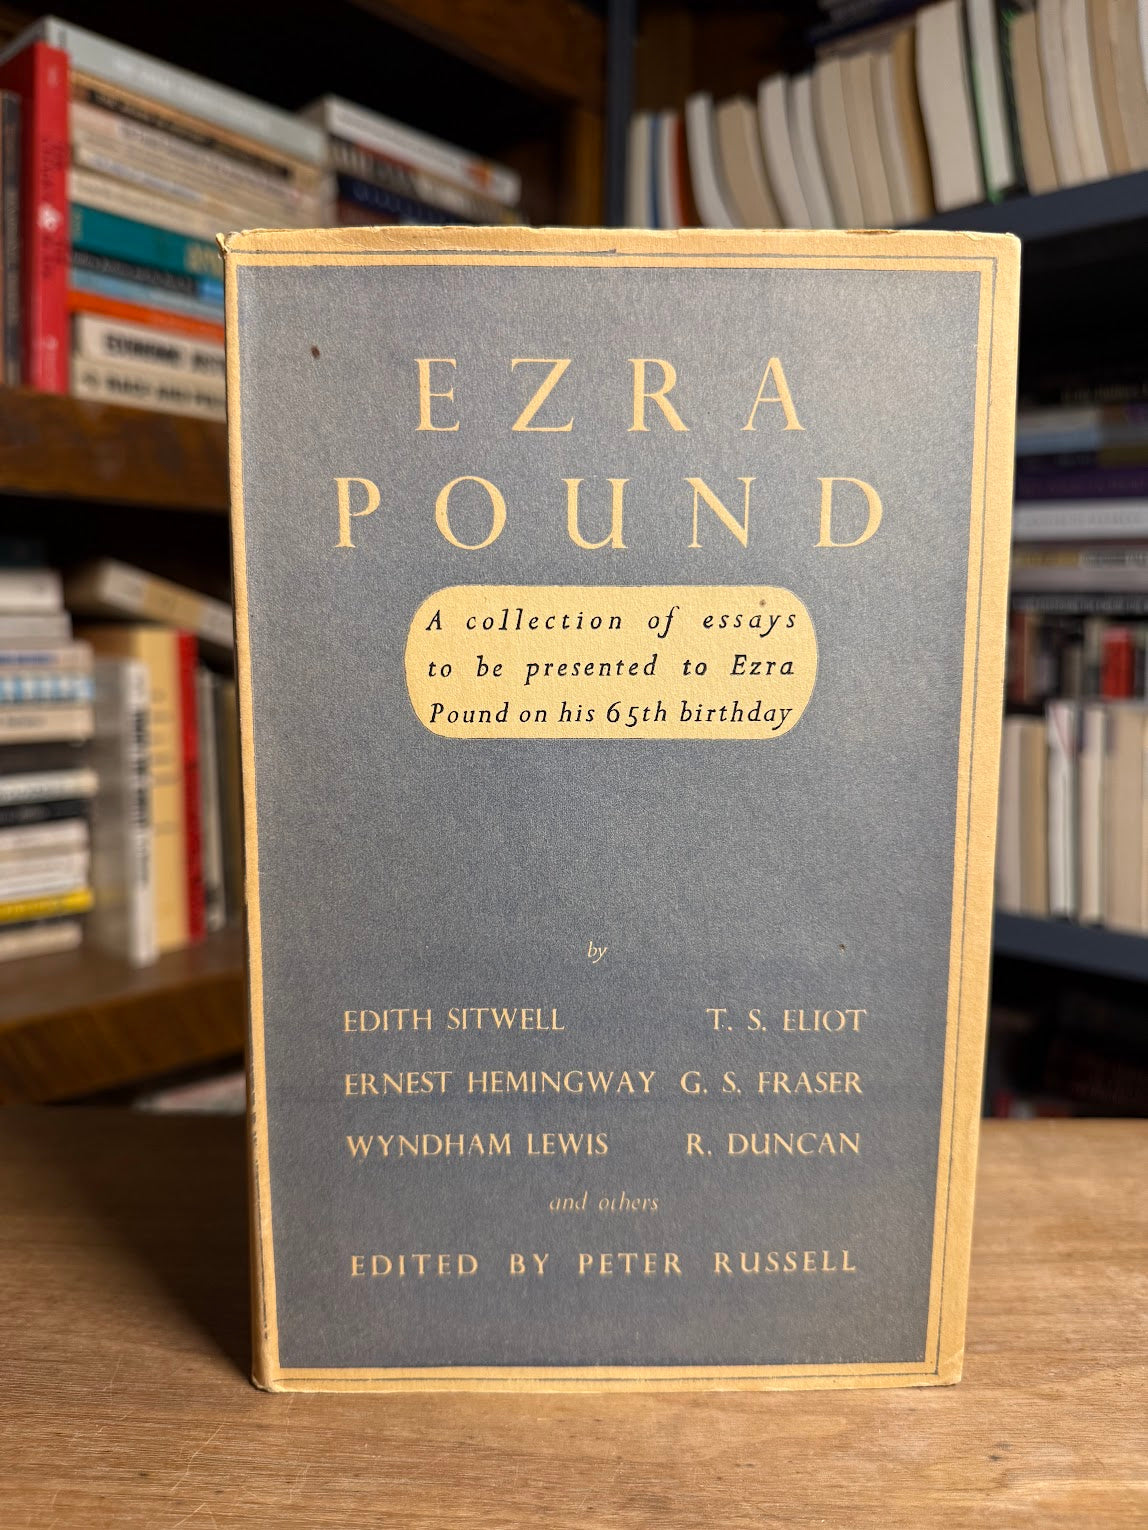 EZRA
POUND
A collection of essays
to be presented to Ezra
Pound on his 65th birthday
by
EDITH SITWELL T. S. ELIOT
ERNEST HEMINGWAY G. S. FRASER
WYNDHAM LEWIS R. DUNCAN
and others
EDITED BY PETER RUSSELL